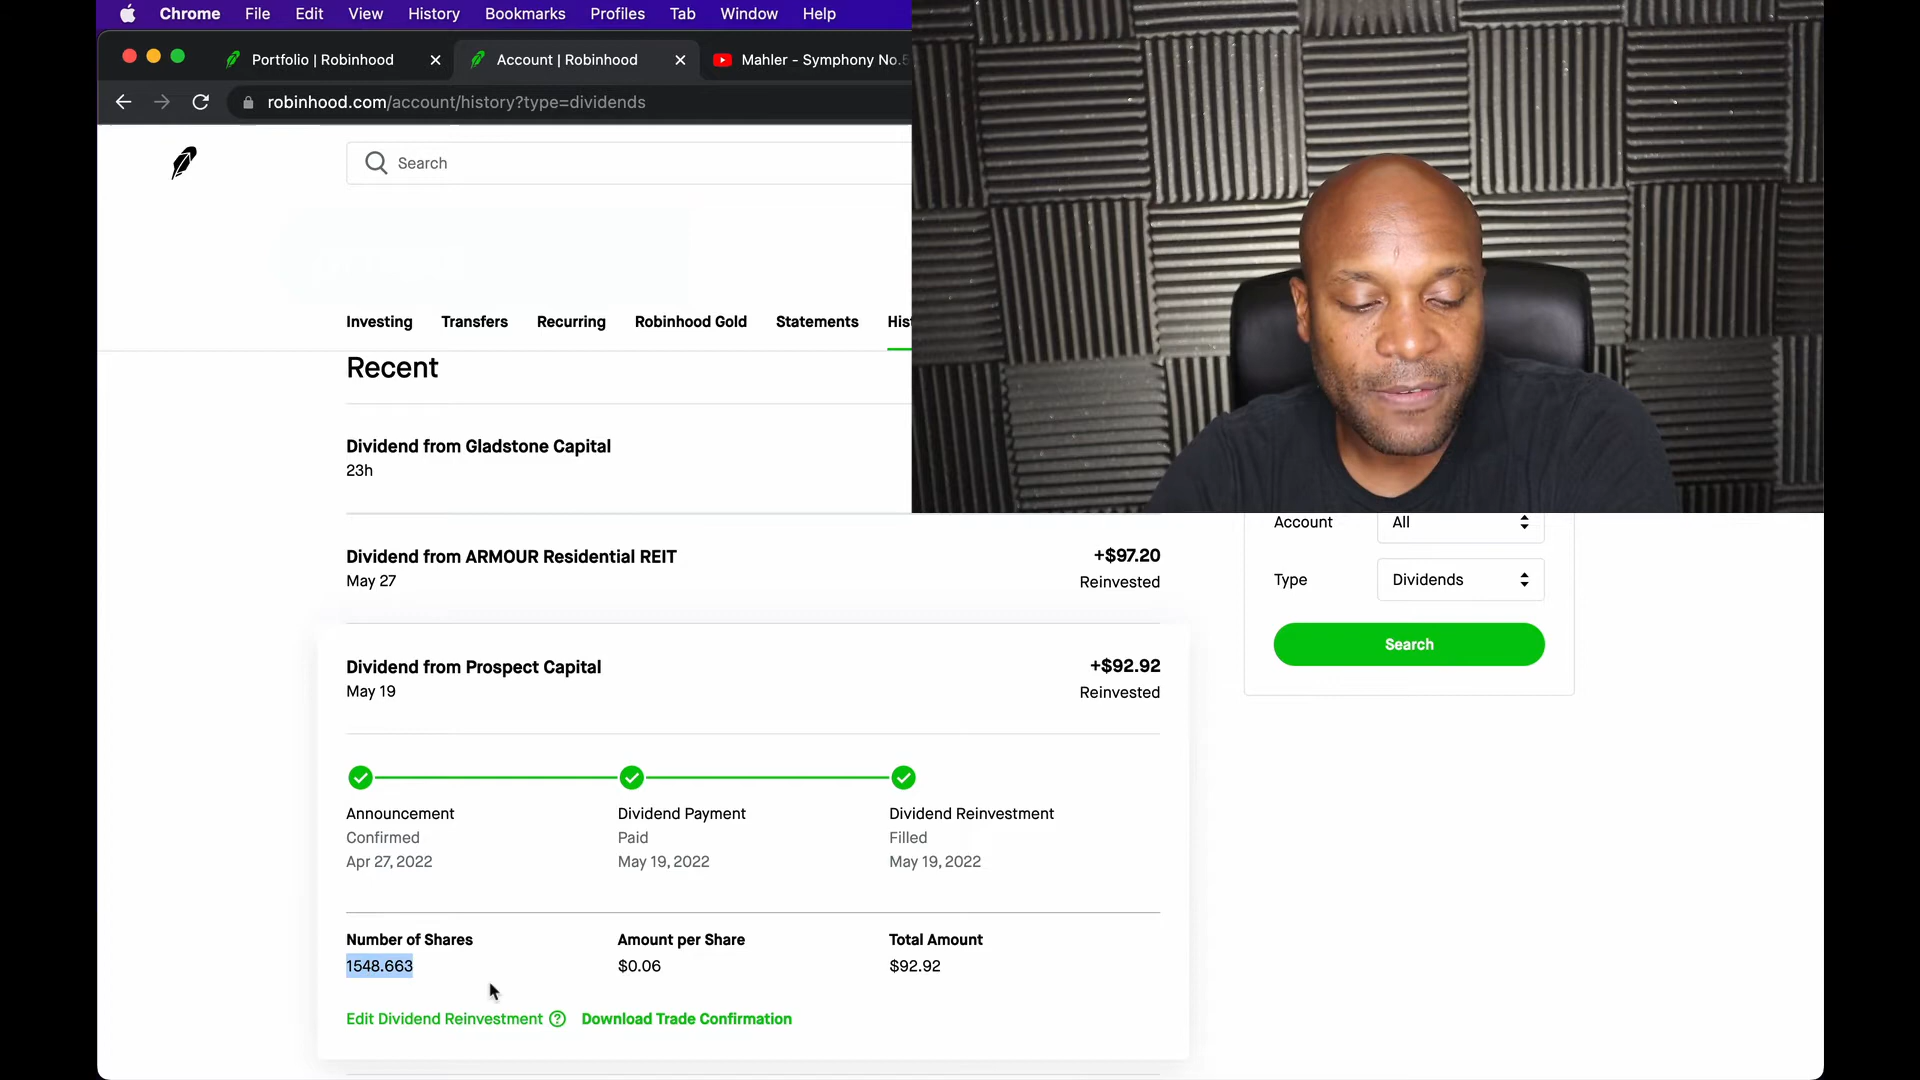 Chrome File Edit View History Bookmarks Profiles Tab Window Help
Portfolio | Robinhood Account | Robinhood Mahler - Symphony No.5
robinhood.com/account/history?type=dividends
Search
Investing Transfers Recurring Robinhood Gold Statements His
Recent
Dividend from Gladstone Capital
23h
Account All
Dividend from ARMOUR Residential REIT +$97.20
May 27 Reinvested
Type Dividends
Search
Dividend from Prospect Capital +$92.92
May 19 Reinvested
Announcement Dividend Payment Dividend Reinvestment
Confirmed Paid Filled
Apr 27, 2022 May 19, 2022 May 19, 2022
Number of Shares Amount per Share Total Amount
1548.663 $0.06 $92.92
Edit Dividend Reinvestment ? Download Trade Confirmation